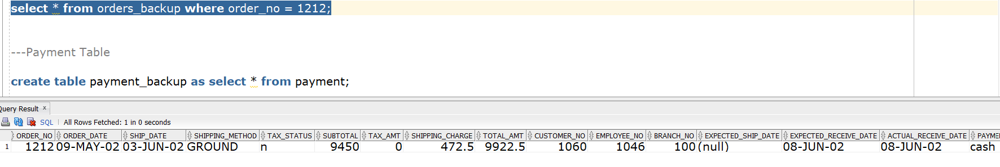 select * from orders_backup where order_no = 1212;
---Payment Table
create table payment_backup as select * from payment;
Query Result x
SQL | All Rows Fetched: 1 in 0 seconds
ORDER_NO ORDER_DATE SHIP_DATE SHIPPING_METHOD TAX_STATUS SUBTOTAL TAX_AMT SHIPPING_CHARGE TOTAL_AMT CUSTOMER_NO EMPLOYEE_NO BRANCH_NO EXPECTED_SHIP_DATE EXPECTED_RECEIVE_DATE ACTUAL_RECEIVE_DATE PAYME
1 1212 09-MAY-02 03-JUN-02 GROUND n 9450 0 472.5 9922.5 1060 1046 100 (null) 08-JUN-02 08-JUN-02 cash